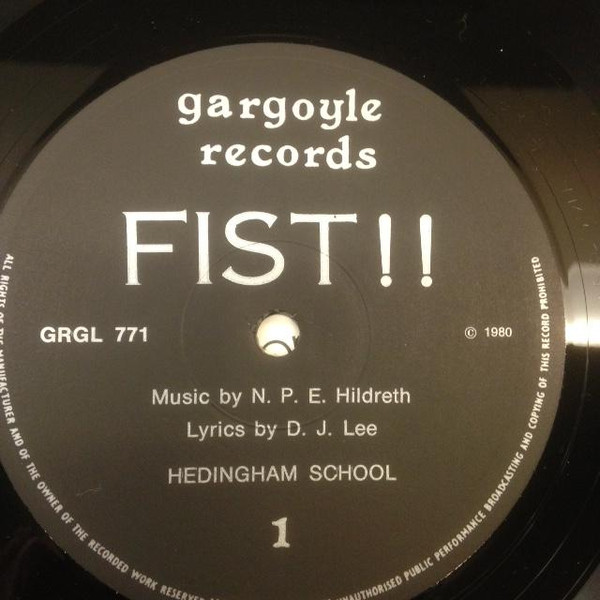 gargoyle
records
FIST!!
GRGL 771
© 1980
Music by N. P. E. Hildreth
Lyrics by D. J. Lee
HEDINGHAM SCHOOL
1
ALL RIGHTS OF THE MANUFACTURER AND OF THE OWNER OF THE RECORDED WORK RESERVED
UNAUTHORISED PUBLIC PERFORMANCE BROADCASTING AND COPYING OF THIS RECORD PROHIBITED